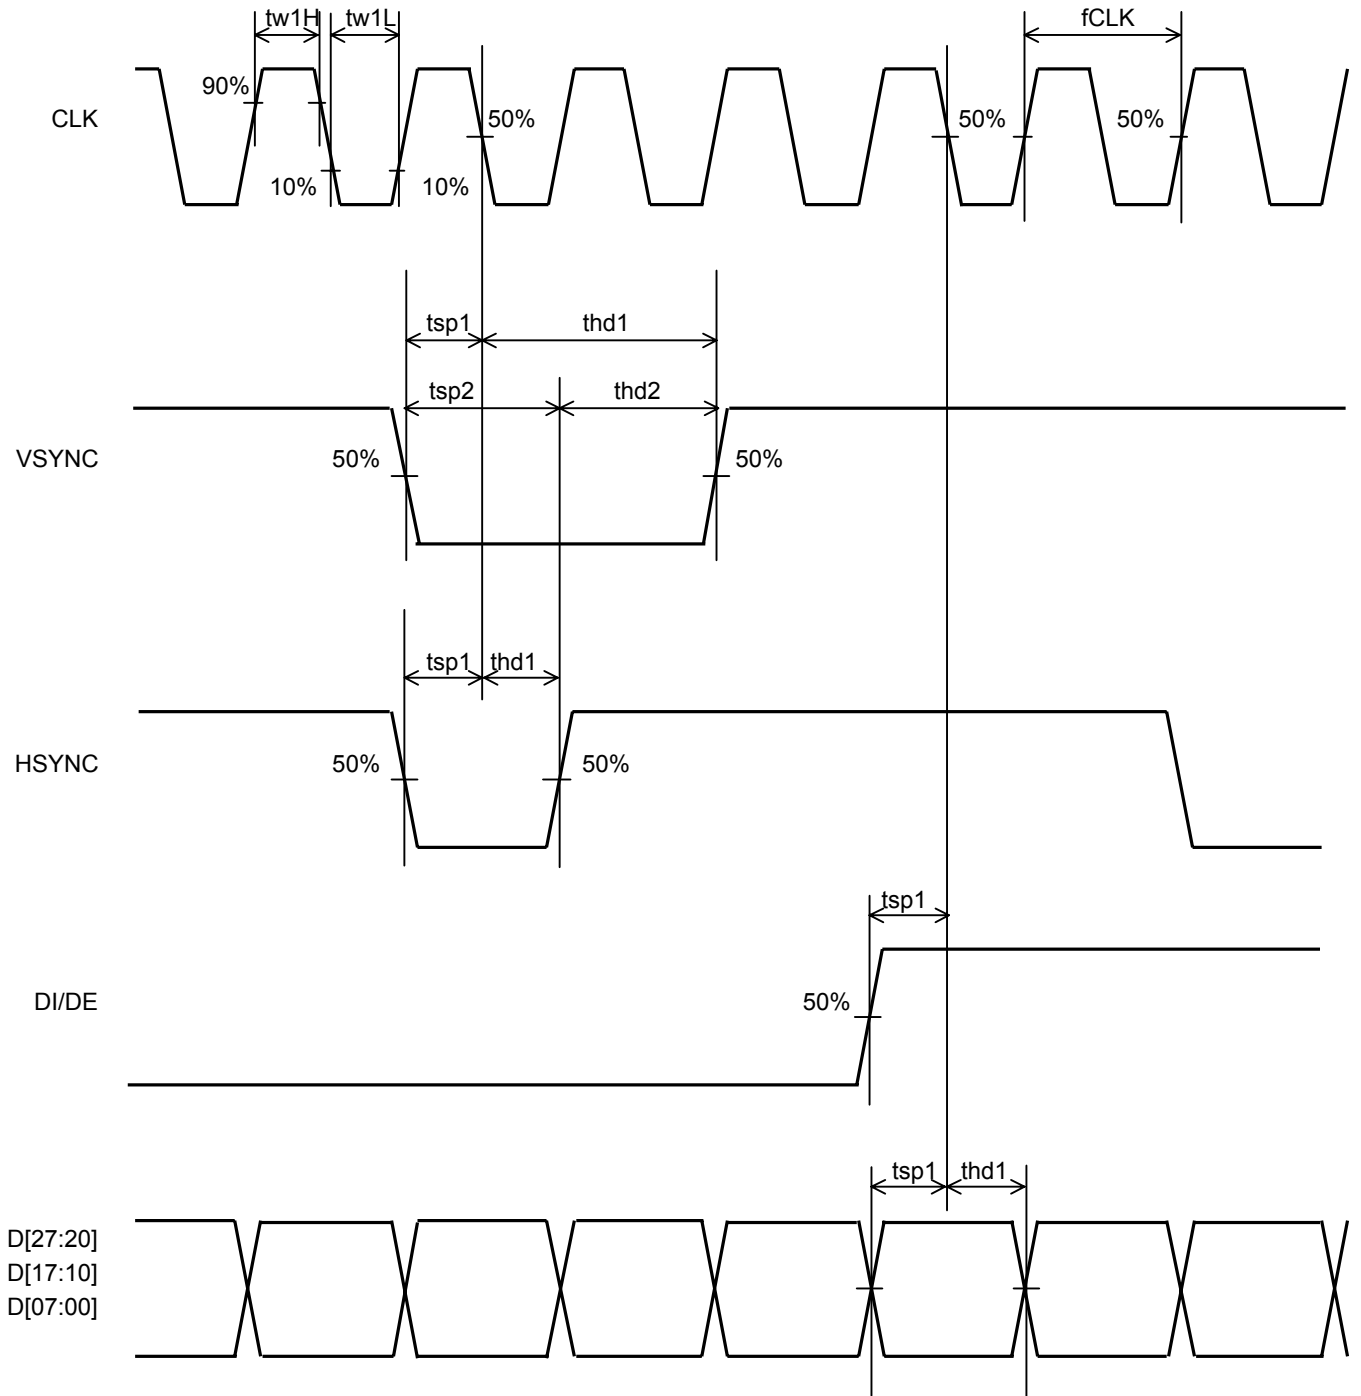 tw1H tw1L fCLK
90%
CLK 50% 50% 50%
10% 10%
tsp1 thd1
tsp2 thd2
VSYNC 50% 50%
tsp1 thd1
HSYNC 50% 50%
tsp1
DI/DE 50%
tsp1 thd1
D[27:20]
D[17:10]
D[07:00]